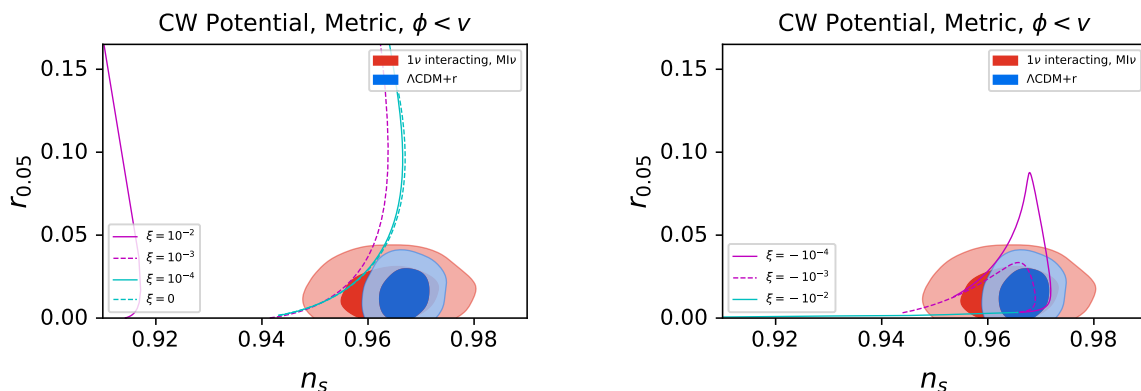 CW Potential, Metric, ϕ < v
0.15
0.10
0.05
0.00
r0.05
1ν interacting, MIν
ΛCDM+r
ξ = 10⁻²
ξ = 10⁻³
ξ = 10⁻⁴
ξ = 0
0.92 0.94 0.96 0.98
nₛ
CW Potential, Metric, ϕ < v
0.15
0.10
0.05
0.00
r0.05
1ν interacting, MIν
ΛCDM+r
ξ = −10⁻⁴
ξ = −10⁻³
ξ = −10⁻²
0.92 0.94 0.96 0.98
nₛ